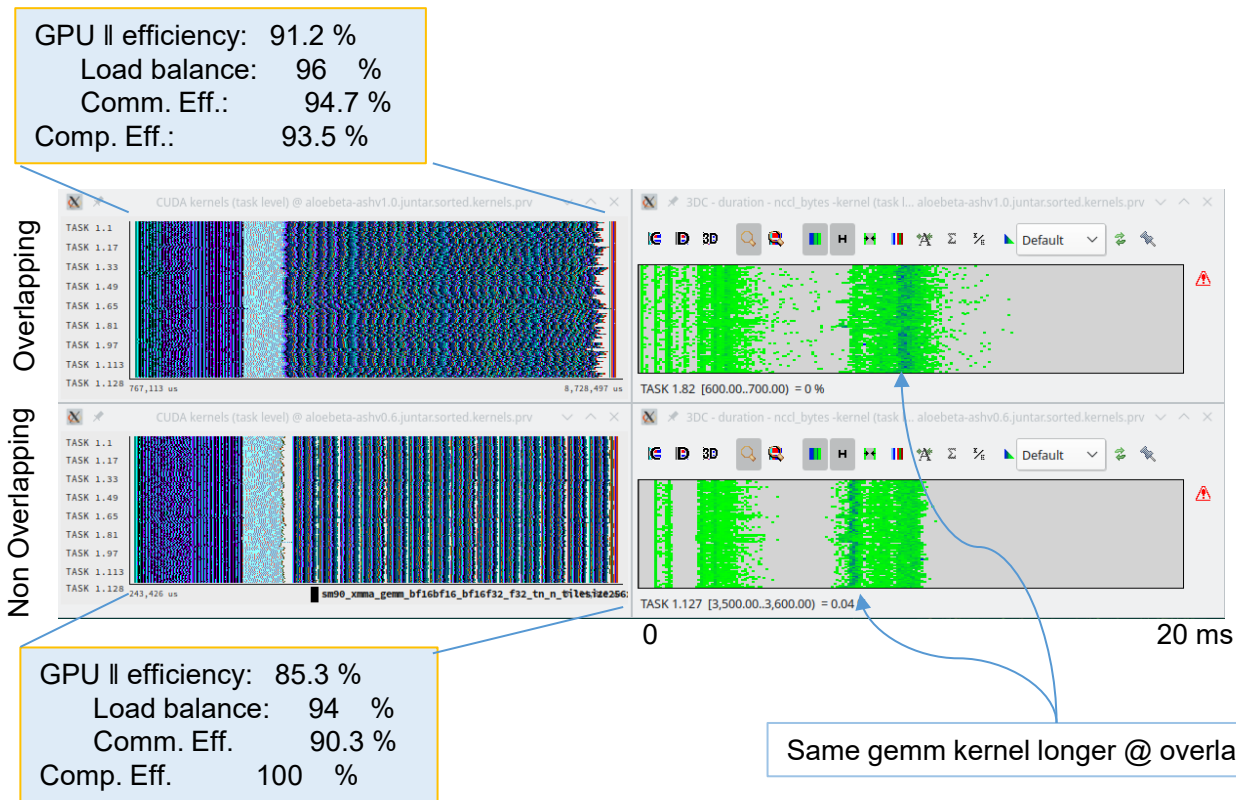 GPU ll efficiency: 91.2 %
Load balance: 96 %
Comm. Eff.: 94.7 %
Comp. Eff.: 93.5 %
Overlapping
CUDA kernels (task level) @ aloebeta-ashv1.0.juntar.sorted.kernels.prv
TASK 1.1
TASK 1.17
TASK 1.33
TASK 1.49
TASK 1.65
TASK 1.81
TASK 1.97
TASK 1.113
TASK 1.128
767,113 us
8,728,497 us
3DC - duration - nccl_bytes -kernel (task l... aloebeta-ashv1.0.juntar.sorted.kernels.prv
3D
H
Σ
Default
TASK 1.82 [600.00..700.00) = 0 %
Non Overlapping
CUDA kernels (task level) @ aloebeta-ashv0.6.juntar.sorted.kernels.prv
TASK 1.1
TASK 1.17
TASK 1.33
TASK 1.49
TASK 1.65
TASK 1.81
TASK 1.97
TASK 1.113
TASK 1.128
243,426 us
sm90_xmma_gemm_bf16bf16_bf16f32_f32_tn_n_tilesize256
3DC - duration - nccl_bytes -kernel (task l... aloebeta-ashv0.6.juntar.sorted.kernels.prv
3D
H
Σ
Default
TASK 1.127 [3,500.00..3,600.00) = 0.04
0
20 ms
GPU ll efficiency: 85.3 %
Load balance: 94 %
Comm. Eff. 90.3 %
Comp. Eff. 100 %
Same gemm kernel longer @ overla